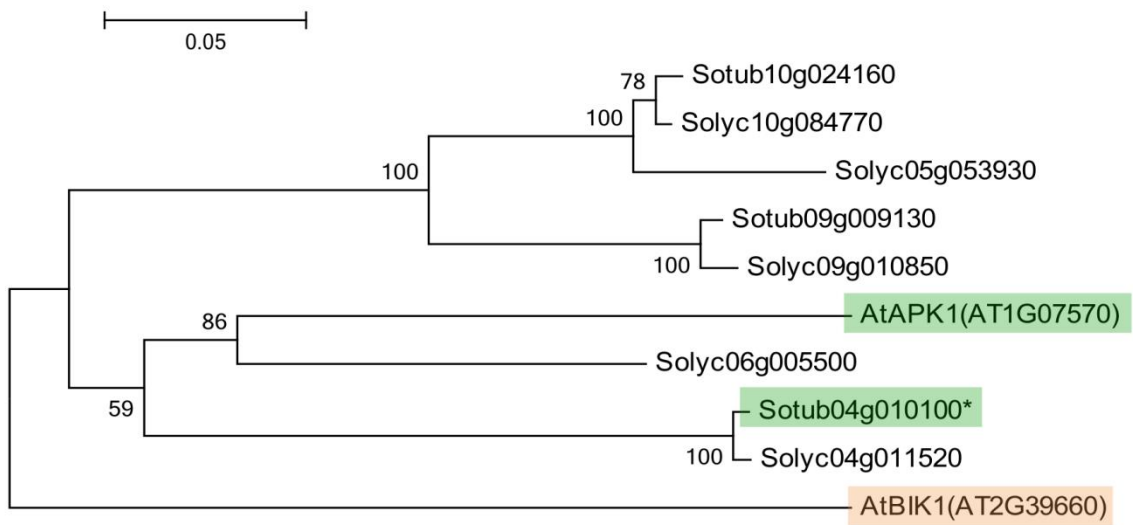 0.05
Sotub10g024160
78
Solyc10g084770
100
Solyc05g053930
100
Sotub09g009130
100
Solyc09g010850
AtAPK1(AT1G07570)
86
Solyc06g005500
59
Sotub04g010100*
100
Solyc04g011520
AtBIK1(AT2G39660)